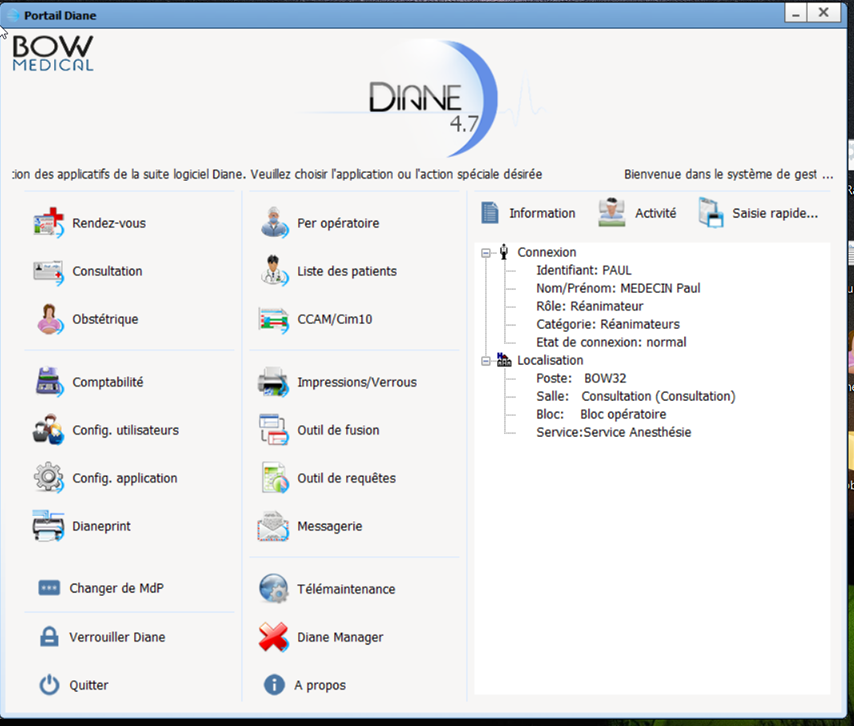 Portail Diane
BOW
MEDICAL
DIANE
4.7
ion des applicatifs de la suite logiciel Diane. Veuillez choisir l'application ou l'action spéciale désirée
Bienvenue dans le système de gest ...
Rendez-vous
Consultation
Obstétrique
Comptabilité
Config. utilisateurs
Config. application
Dianeprint
Changer de MdP
Verrouiller Diane
Quitter
Per opératoire
Liste des patients
CCAM/Cim10
Impressions/Verrous
Outil de fusion
Outil de requêtes
Messagerie
Télémaintenance
Diane Manager
A propos
Information
Activité
Saisie rapide...
Connexion
Identifiant: PAUL
Nom/Prénom: MEDECIN Paul
Rôle: Réanimateur
Catégorie: Réanimateurs
Etat de connexion: normal
Localisation
Poste: BOW32
Salle: Consultation (Consultation)
Bloc: Bloc opératoire
Service:Service Anesthésie